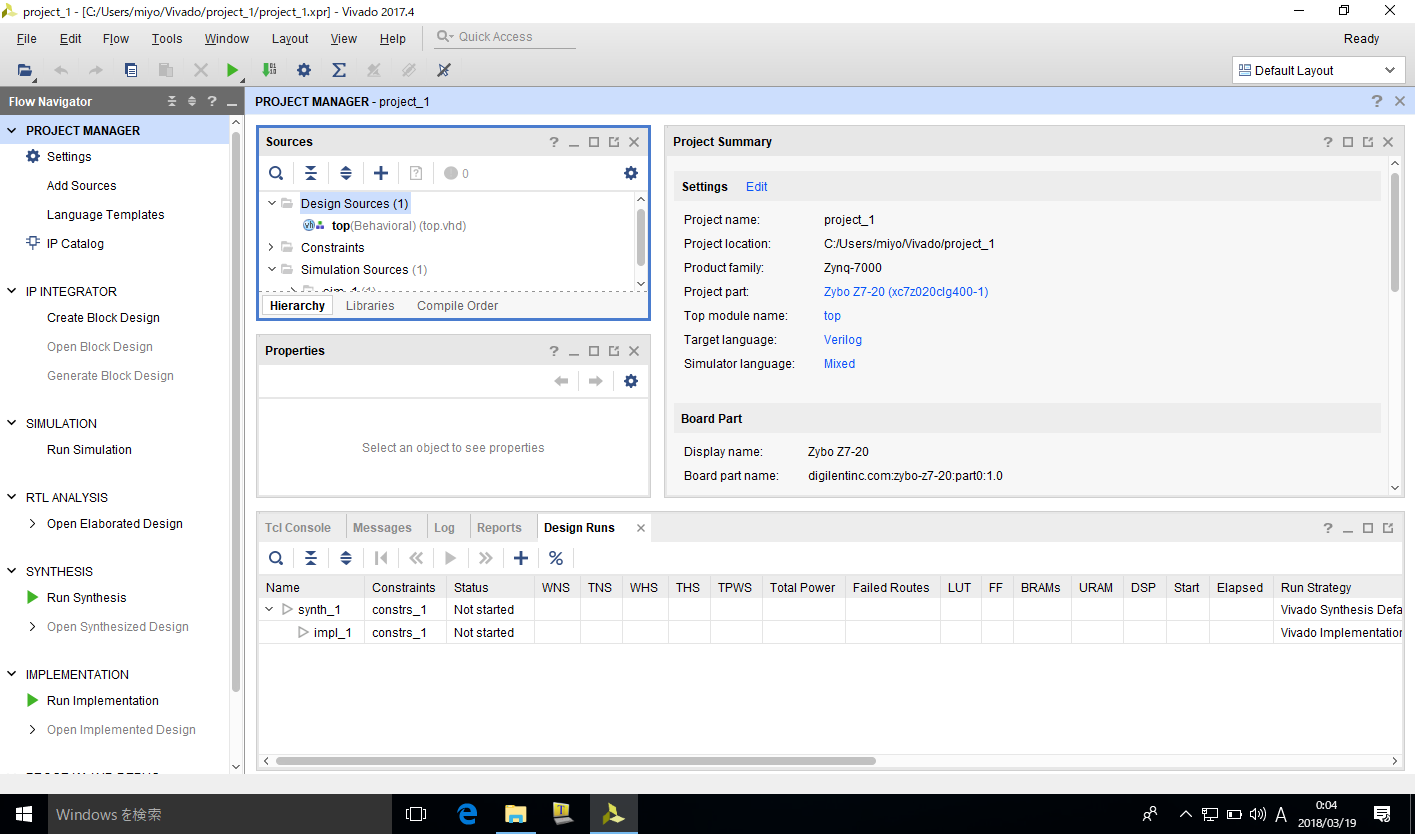 project_1 - [C:/Users/miyo/Vivado/project_1/project_1.xpr] - Vivado 2017.4
File Edit Flow Tools Window Layout View Help Quick Access Ready
Default Layout
Flow Navigator
PROJECT MANAGER
Settings
Add Sources
Language Templates
IP Catalog
IP INTEGRATOR
Create Block Design
Open Block Design
Generate Block Design
SIMULATION
Run Simulation
RTL ANALYSIS
Open Elaborated Design
SYNTHESIS
Run Synthesis
Open Synthesized Design
IMPLEMENTATION
Run Implementation
Open Implemented Design
PROJECT MANAGER - project_1
Sources
0
Design Sources (1)
top(Behavioral) (top.vhd)
Constraints
Simulation Sources (1)
sim_1 (1)
Hierarchy Libraries Compile Order
Properties
Select an object to see properties
Project Summary
Settings Edit
Project name: project_1
Project location: C:/Users/miyo/Vivado/project_1
Product family: Zynq-7000
Project part: Zybo Z7-20 (xc7z020clg400-1)
Top module name: top
Target language: Verilog
Simulator language: Mixed
Board Part
Display name: Zybo Z7-20
Board part name: digilentinc.com:zybo-z7-20:part0:1.0
Tcl Console Messages Log Reports Design Runs
Name Constraints Status WNS TNS WHS THS TPWS Total Power Failed Routes LUT FF BRAMs URAM DSP Start Elapsed Run Strategy
synth_1 constrs_1 Not started Vivado Synthesis Defa
impl_1 constrs_1 Not started Vivado Implementation
Windows を検索
A
0:04
2018/03/19